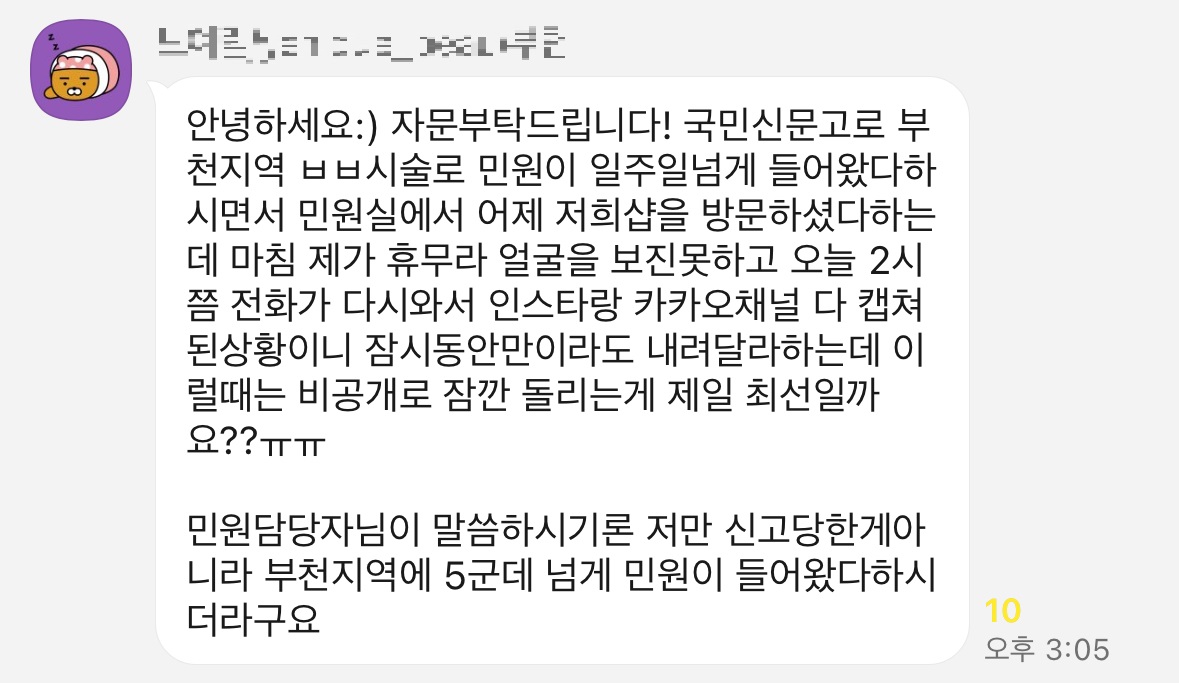 안녕하세요:) 자문부탁드립니다! 국민신문고로 부
천지역 ㅂㅂ시술로 민원이 일주일넘게 들어왔다하
시면서 민원실에서 어제 저희샵을 방문하셨다하는
데 마침 제가 휴무라 얼굴을 보진못하고 오늘 2시
쯤 전화가 다시와서 인스타랑 카카오채널 다 캡쳐
된상황이니 잠시동안만이라도 내려달라하는데 이
럴때는 비공개로 잠깐 돌리는게 제일 최선일까
요??ㅠㅠ
민원담당자님이 말씀하시기론 저만 신고당한게아
니라 부천지역에 5군데 넘게 민원이 들어왔다하시
더라구요
10
오후 3:05